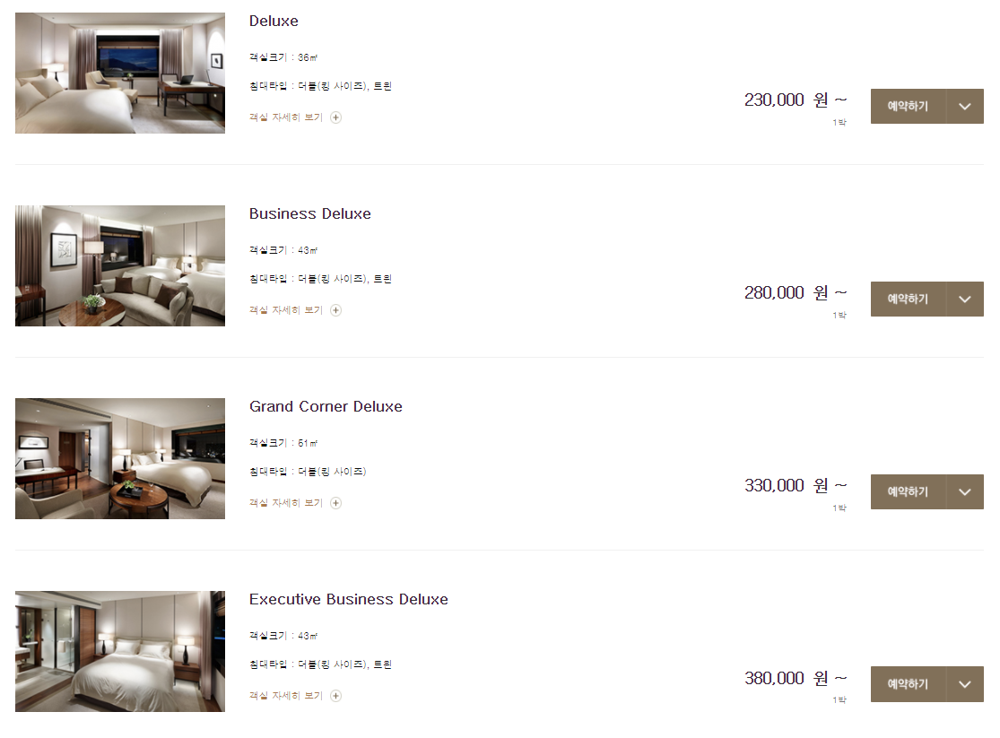 Deluxe
객실크기 : 36㎡
침대타입 : 더블(킹 사이즈), 트윈
객실 자세히 보기
230,000 원 ~
1박
예약하기
Business Deluxe
객실크기 : 43㎡
침대타입 : 더블(킹 사이즈), 트윈
객실 자세히 보기
280,000 원 ~
1박
예약하기
Grand Corner Deluxe
객실크기 : 51㎡
침대타입 : 더블(킹 사이즈)
객실 자세히 보기
330,000 원 ~
1박
예약하기
Executive Business Deluxe
객실크기 : 43㎡
침대타입 : 더블(킹 사이즈), 트윈
객실 자세히 보기
380,000 원 ~
1박
예약하기